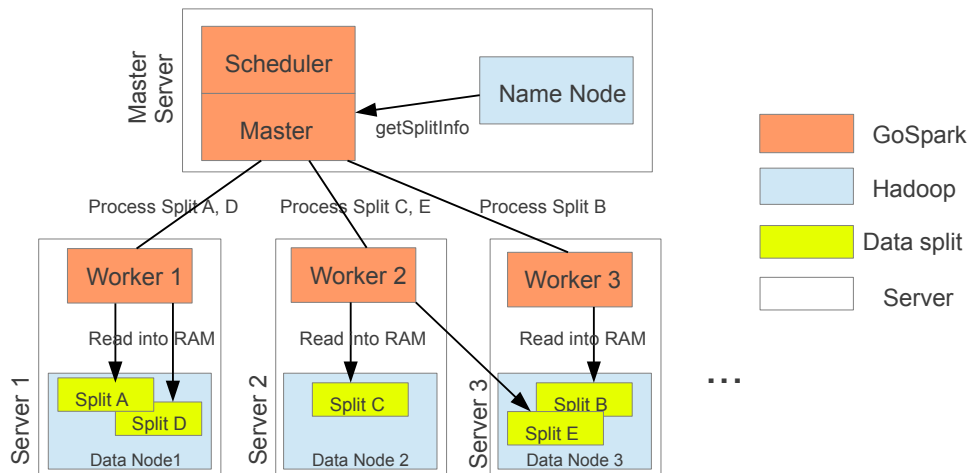 Master
Server
Scheduler
Master
Name Node
getSplitInfo
GoSpark
Hadoop
Data split
Server
Process Split A, D
Process Split C, E
Process Split B
Server 1
Worker 1
Read into RAM
Split A
Split D
Data Node1
Server 2
Worker 2
Read into RAM
Split C
Data Node 2
Server 3
Worker 3
Read into RAM
Split B
Split E
Data Node 3
...